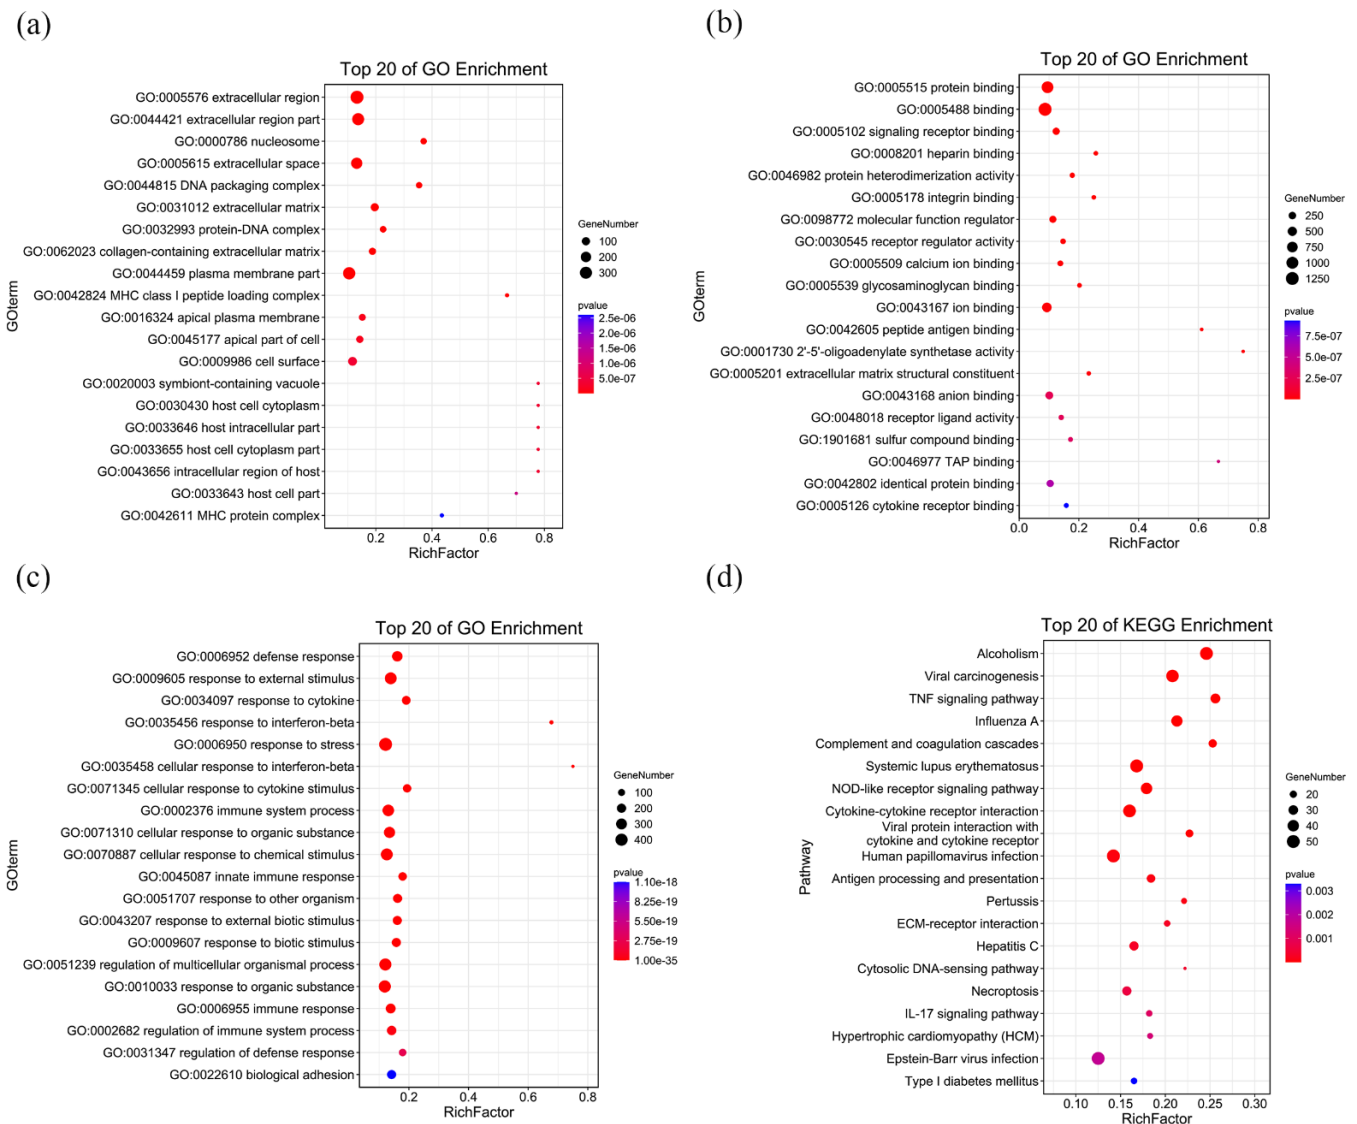 (a)
Top 20 of GO Enrichment
GOterm
GO:0005576 extracellular region
GO:0044421 extracellular region part
GO:0000786 nucleosome
GO:0005615 extracellular space
GO:0044815 DNA packaging complex
GO:0031012 extracellular matrix
GO:0032993 protein-DNA complex
GO:0062023 collagen-containing extracellular matrix
GO:0044459 plasma membrane part
GO:0042824 MHC class I peptide loading complex
GO:0016324 apical plasma membrane
GO:0045177 apical part of cell
GO:0009986 cell surface
GO:0020003 symbiont-containing vacuole
GO:0030430 host cell cytoplasm
GO:0033646 host intracellular part
GO:0033655 host cell cytoplasm part
GO:0043656 intracellular region of host
GO:0033643 host cell part
GO:0042611 MHC protein complex
0.2 0.4 0.6 0.8
RichFactor
GeneNumber
100
200
300
pvalue
2.5e-06
2.0e-06
1.5e-06
1.0e-06
5.0e-07
(b)
Top 20 of GO Enrichment
GOterm
GO:0005515 protein binding
GO:0005488 binding
GO:0005102 signaling receptor binding
GO:0008201 heparin binding
GO:0046982 protein heterodimerization activity
GO:0005178 integrin binding
GO:0098772 molecular function regulator
GO:0030545 receptor regulator activity
GO:0005509 calcium ion binding
GO:0005539 glycosaminoglycan binding
GO:0043167 ion binding
GO:0042605 peptide antigen binding
GO:0001730 2'-5'-oligoadenylate synthetase activity
GO:0005201 extracellular matrix structural constituent
GO:0043168 anion binding
GO:0048018 receptor ligand activity
GO:1901681 sulfur compound binding
GO:0046977 TAP binding
GO:0042802 identical protein binding
GO:0005126 cytokine receptor binding
0.0 0.2 0.4 0.6 0.8
RichFactor
GeneNumber
250
500
750
1000
1250
pvalue
7.5e-07
5.0e-07
2.5e-07
(c)
Top 20 of GO Enrichment
GOterm
GO:0006952 defense response
GO:0009605 response to external stimulus
GO:0034097 response to cytokine
GO:0035456 response to interferon-beta
GO:0006950 response to stress
GO:0035458 cellular response to interferon-beta
GO:0071345 cellular response to cytokine stimulus
GO:0002376 immune system process
GO:0071310 cellular response to organic substance
GO:0070887 cellular response to chemical stimulus
GO:0045087 innate immune response
GO:0051707 response to other organism
GO:0043207 response to external biotic stimulus
GO:0009607 response to biotic stimulus
GO:0051239 regulation of multicellular organismal process
GO:0010033 response to organic substance
GO:0006955 immune response
GO:0002682 regulation of immune system process
GO:0031347 regulation of defense response
GO:0022610 biological adhesion
0.2 0.4 0.6 0.8
RichFactor
GeneNumber
100
200
300
400
pvalue
1.10e-18
8.25e-19
5.50e-19
2.75e-19
1.00e-35
(d)
Top 20 of KEGG Enrichment
Pathway
Alcoholism
Viral carcinogenesis
TNF signaling pathway
Influenza A
Complement and coagulation cascades
Systemic lupus erythematosus
NOD-like receptor signaling pathway
Cytokine-cytokine receptor interaction
Viral protein interaction with
cytokine and cytokine receptor
Human papillomavirus infection
Antigen processing and presentation
Pertussis
ECM-receptor interaction
Hepatitis C
Cytosolic DNA-sensing pathway
Necroptosis
IL-17 signaling pathway
Hypertrophic cardiomyopathy (HCM)
Epstein-Barr virus infection
Type I diabetes mellitus
0.10 0.15 0.20 0.25 0.30
RichFactor
GeneNumber
20
30
40
50
pvalue
0.003
0.002
0.001